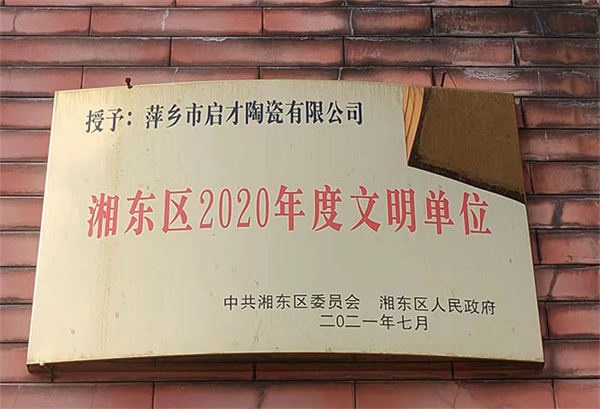 授予：萍乡市启才陶瓷有限公司
湘东区2020年度文明单位
中共湘东区委员会 湘东区人民政府
二〇二一年七月